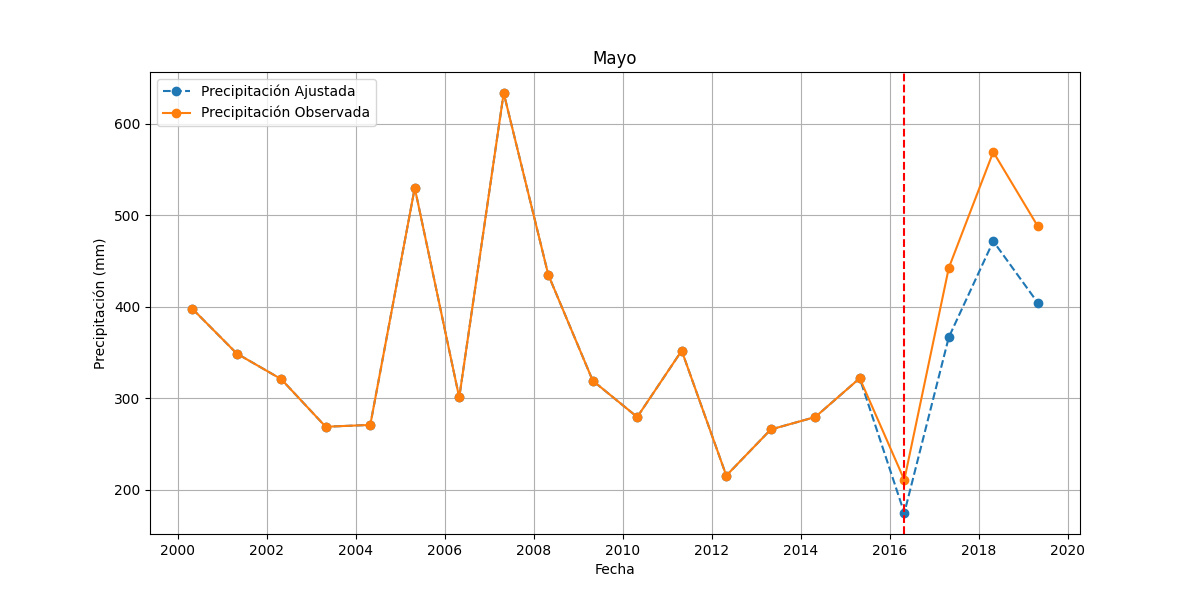 Mayo
Precipitación Ajustada
Precipitación Observada
Precipitación (mm)
600
500
400
300
200
2000 2002 2004 2006 2008 2010 2012 2014 2016 2018 2020
Fecha